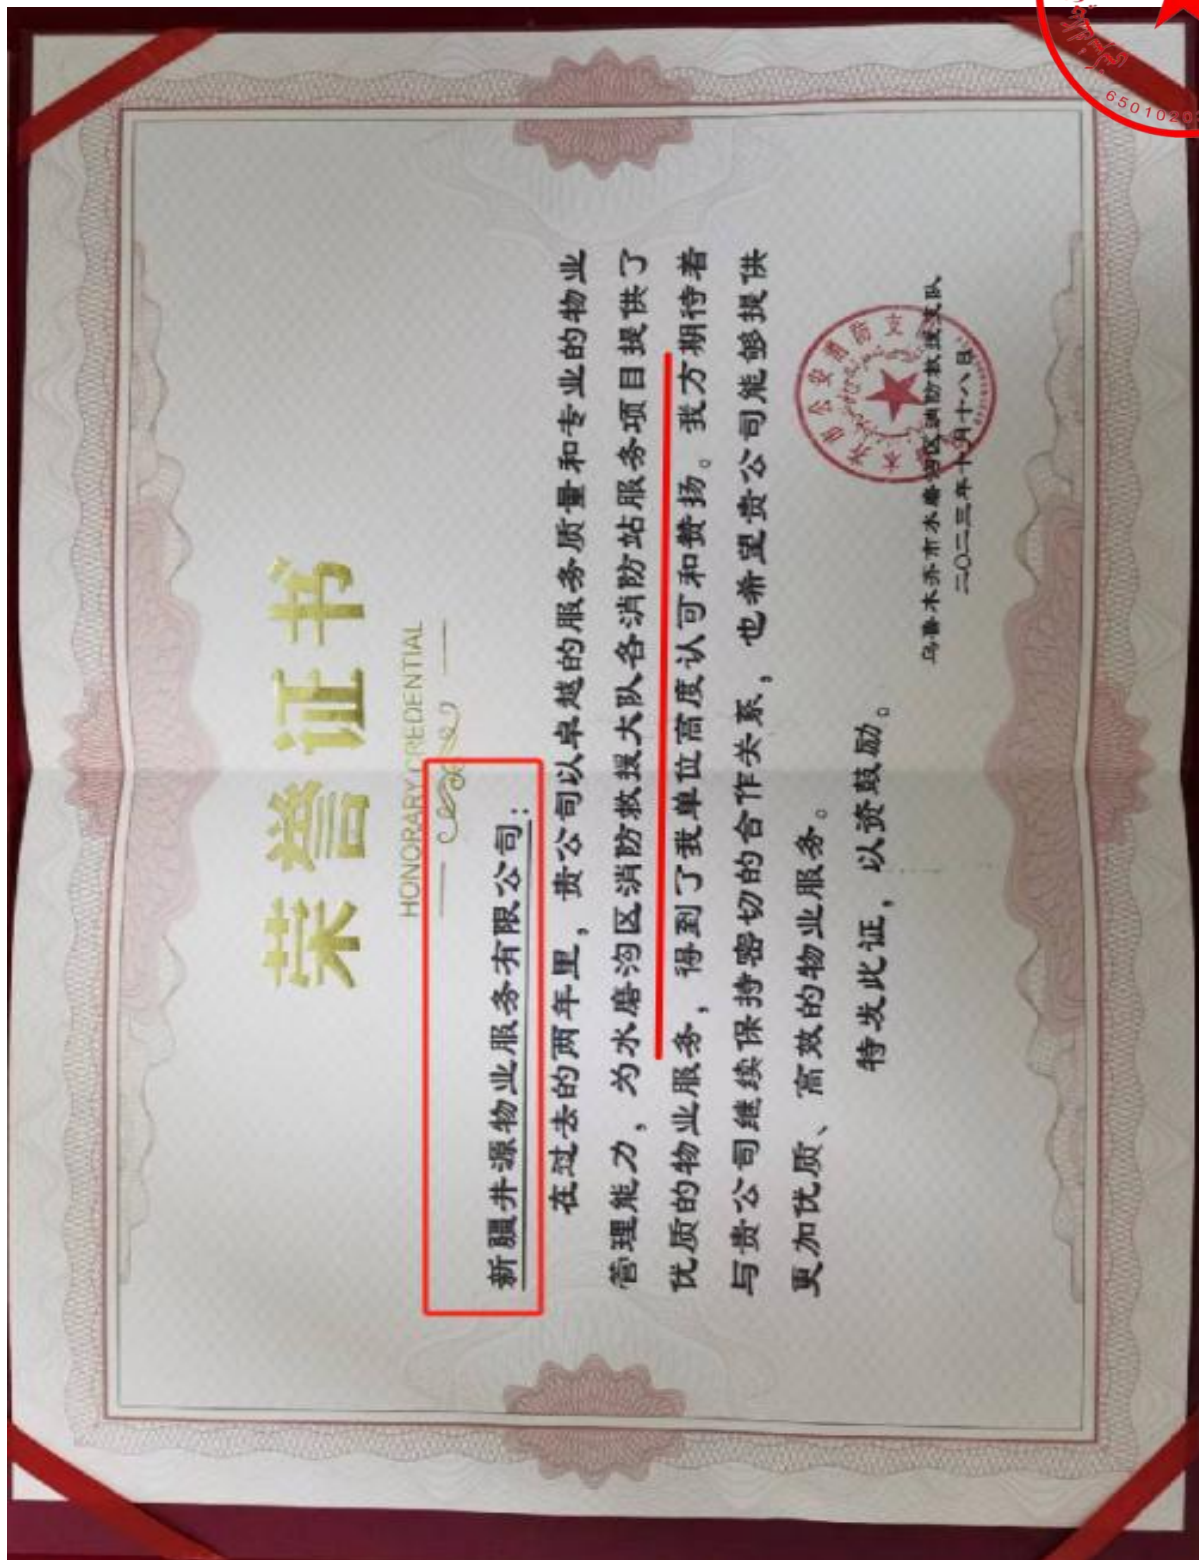 荣誉证书
HONORARY CREDENTIAL
新疆井源物业服务有限公司：
在过去的两年里，贵公司以卓越的服务质量和专业的物业
管理能力，为水磨沟区消防救援大队各消防站服务项目提供了
优质的物业服务，得到了我单位高度认可和赞扬。我方期待着
与贵公司继续保持密切的合作关系，也希望贵公司能够提供
更加优质、高效的物业服务。
特发此证，以资鼓励。
乌鲁木齐市水磨沟区消防救援支队
二〇二三年十月十八日